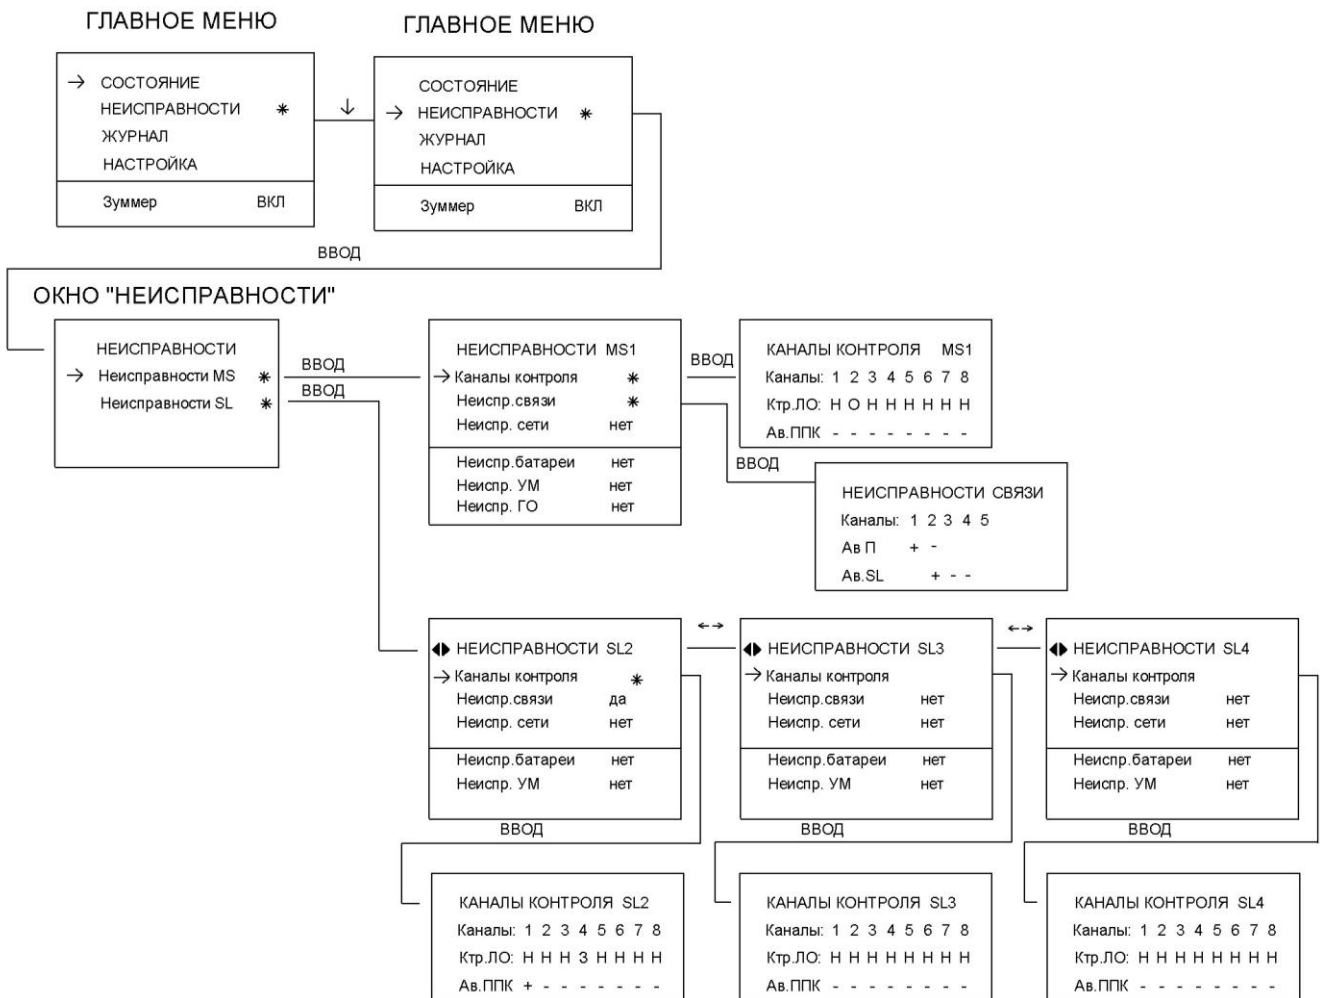 ГЛАВНОЕ МЕНЮ
→ СОСТОЯНИЕ
НЕИСПРАВНОСТИ *
ЖУРНАЛ
НАСТРОЙКА
Зуммер ВКЛ
↓
ГЛАВНОЕ МЕНЮ
СОСТОЯНИЕ
→ НЕИСПРАВНОСТИ *
ЖУРНАЛ
НАСТРОЙКА
Зуммер ВКЛ
ВВОД
ОКНО "НЕИСПРАВНОСТИ"
НЕИСПРАВНОСТИ
→ Неисправности MS *
Неисправности SL *
ВВОД
ВВОД
НЕИСПРАВНОСТИ MS1
→ Каналы контроля *
Неиспр.связи *
Неиспр. сети нет
Неиспр.батареи нет
Неиспр. УМ нет
Неиспр. ГО нет
ВВОД
КАНАЛЫ КОНТРОЛЯ MS1
Каналы: 1 2 3 4 5 6 7 8
Ктр.ЛО: Н О Н Н Н Н Н Н
Ав.ППК - - - - - - - -
ВВОД
НЕИСПРАВНОСТИ СВЯЗИ
Каналы: 1 2 3 4 5
Ав П + -
Ав.SL + - -
НЕИСПРАВНОСТИ SL2
→ Каналы контроля *
Неиспр.связи да
Неиспр. сети нет
Неиспр.батареи нет
Неиспр. УМ нет
ВВОД
←→
НЕИСПРАВНОСТИ SL3
→ Каналы контроля
Неиспр.связи нет
Неиспр. сети нет
Неиспр.батареи нет
Неиспр. УМ нет
ВВОД
←→
НЕИСПРАВНОСТИ SL4
→ Каналы контроля
Неиспр.связи нет
Неиспр. сети нет
Неиспр.батареи нет
Неиспр. УМ нет
ВВОД
КАНАЛЫ КОНТРОЛЯ SL2
Каналы: 1 2 3 4 5 6 7 8
Ктр.ЛО: Н Н Н З Н Н Н Н
Ав.ППК + - - - - - - -
КАНАЛЫ КОНТРОЛЯ SL3
Каналы: 1 2 3 4 5 6 7 8
Ктр.ЛО: Н Н Н Н Н Н Н Н
Ав.ППК - - - - - - - -
КАНАЛЫ КОНТРОЛЯ SL4
Каналы: 1 2 3 4 5 6 7 8
Ктр.ЛО: Н Н Н Н Н Н Н Н
Ав.ППК - - - - - - - -